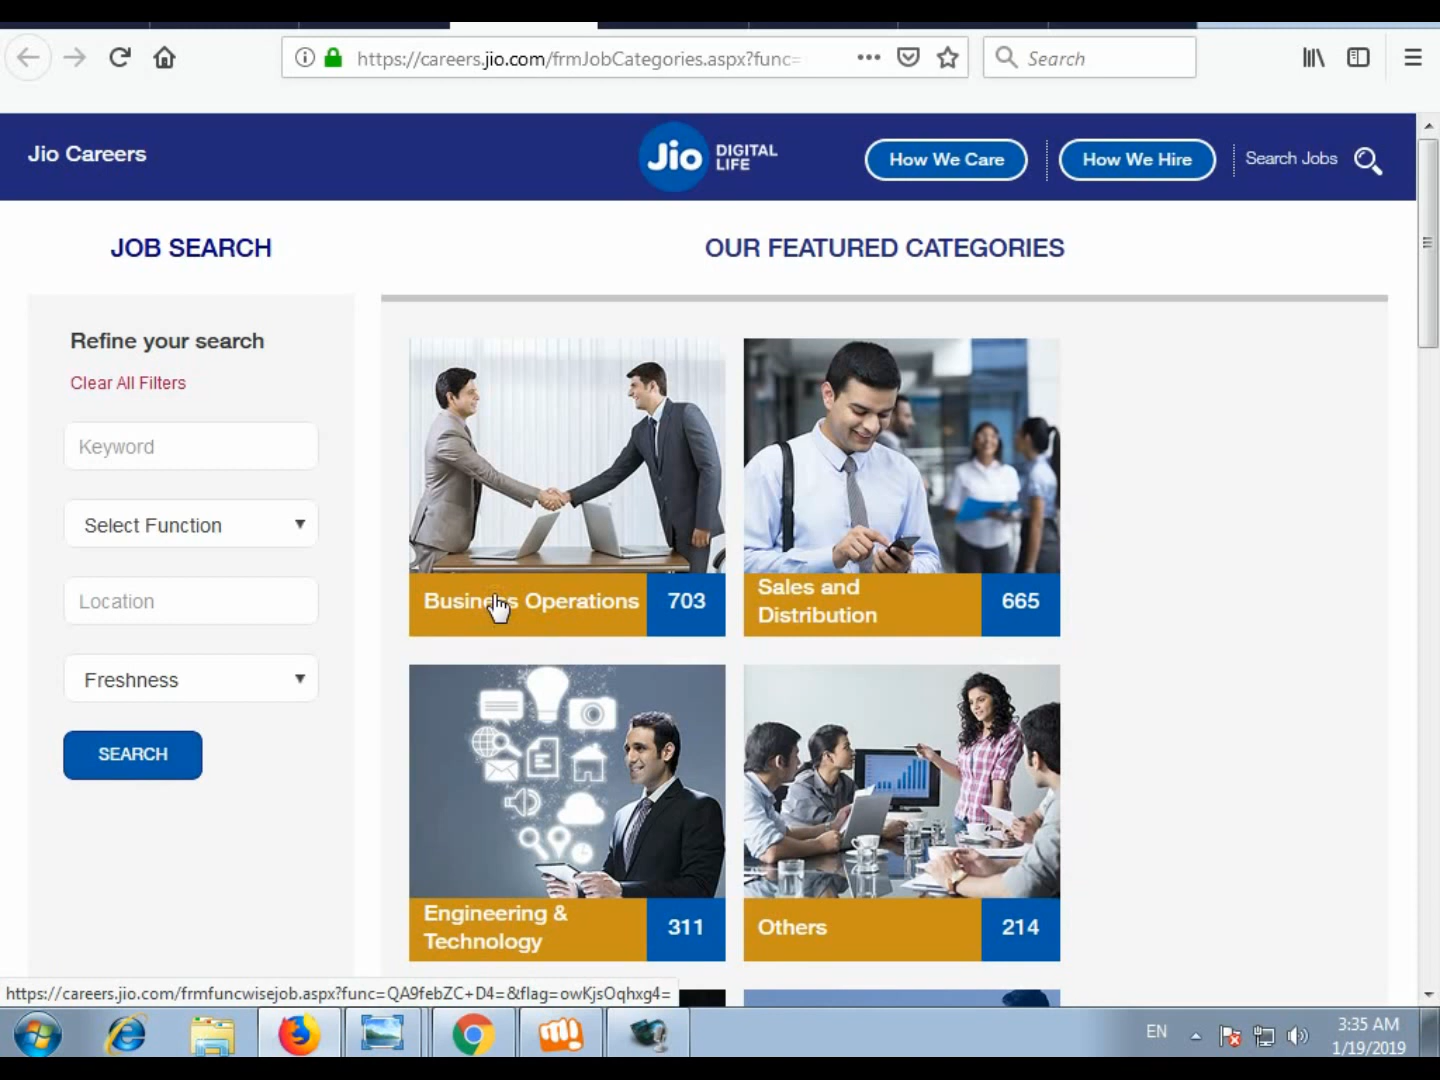 https://careers.jio.com/frmJobCategories.aspx?func=
Search
Jio Careers
Jio DIGITAL LIFE
How We Care
How We Hire
Search Jobs
JOB SEARCH
OUR FEATURED CATEGORIES
Refine your search
Clear All Filters
Keyword
Select Function
Location
Freshness
SEARCH
Business Operations
703
Sales and
Distribution
665
Engineering &
Technology
311
Others
214
https://careers.jio.com/frmfuncwisejob.aspx?func=QA9febZC+D4=&flag=owKjsOqhxg4=
EN
3:35 AM
1/19/2019